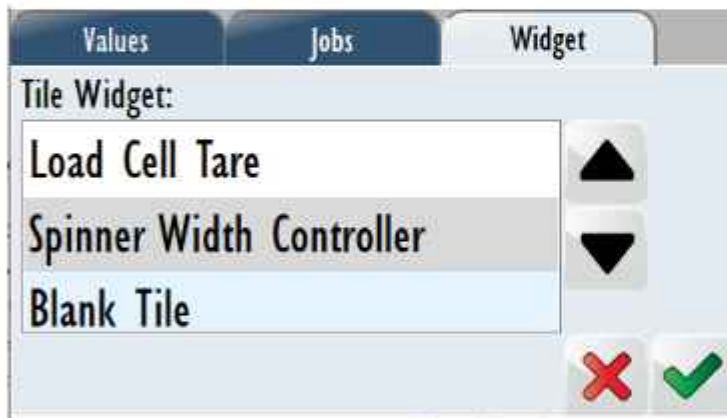 Values Jobs Widget
Tile Widget:
Load Cell Tare
Spinner Width Controller
Blank Tile